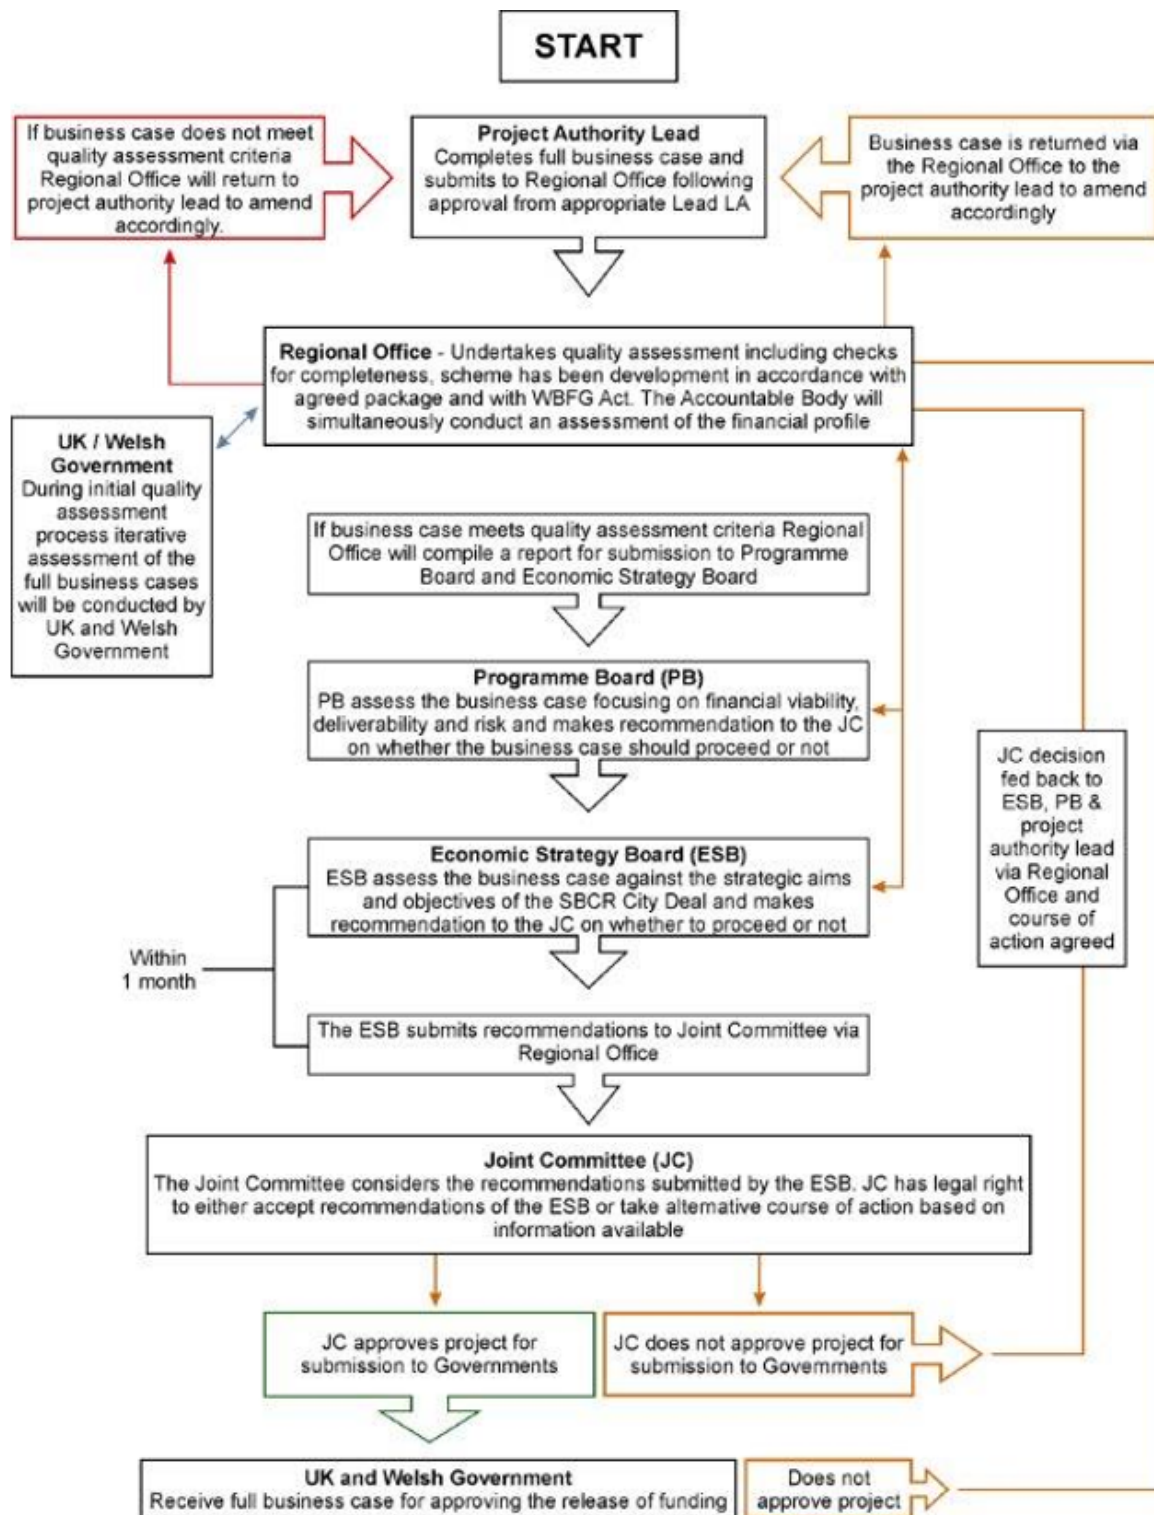 START
If business case does not meet
quality assessment criteria
Regional Office will return to
project authority lead to amend
accordingly.
Project Authority Lead
Completes full business case and
submits to Regional Office following
approval from appropriate Lead LA
Business case is returned via
the Regional Office to the
project authority lead to amend
accordingly
Regional Office - Undertakes quality assessment including checks
for completeness, scheme has been development in accordance with
agreed package and with WBFG Act. The Accountable Body will
simultaneously conduct an assessment of the financial profile
UK / Welsh
Government
During initial quality
assessment
process iterative
assessment of the
full business cases
will be conducted by
UK and Welsh
Government
If business case meets quality assessment criteria Regional
Office will compile a report for submission to Programme
Board and Economic Strategy Board
Programme Board (PB)
PB assess the business case focusing on financial viability,
deliverability and risk and makes recommendation to the JC
on whether the business case should proceed or not
JC decision
fed back to
ESB, PB &
project
authority lead
via Regional
Office and
course of
action agreed
Economic Strategy Board (ESB)
ESB assess the business case against the strategic aims
and objectives of the SBCR City Deal and makes
recommendation to the JC on whether to proceed or not
Within
1 month
The ESB submits recommendations to Joint Committee via
Regional Office
Joint Committee (JC)
The Joint Committee considers the recommendations submitted by the ESB. JC has legal right
to either accept recommendations of the ESB or take alternative course of action based on
information available
JC approves project for
submission to Governments
JC does not approve project for
submission to Governments
UK and Welsh Government
Receive full business case for approving the release of funding
Does not
approve project